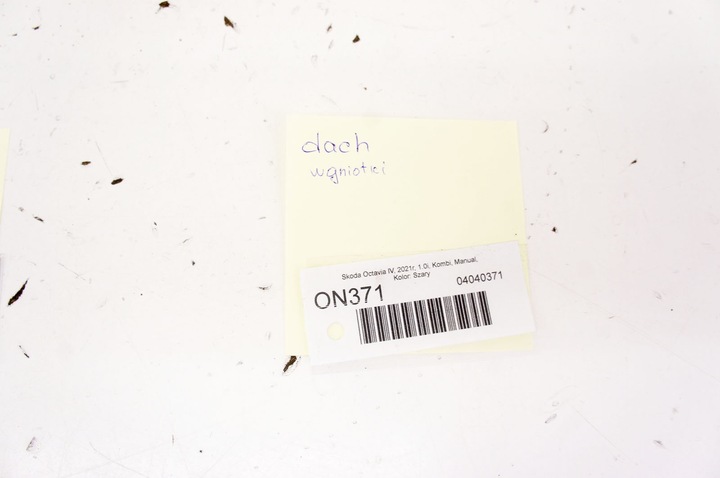 dach
wgniotki
Skoda Octavia IV, 2021r, 1.0i, Kombi, Manual,
Kolor: Szary
ON371
04040371